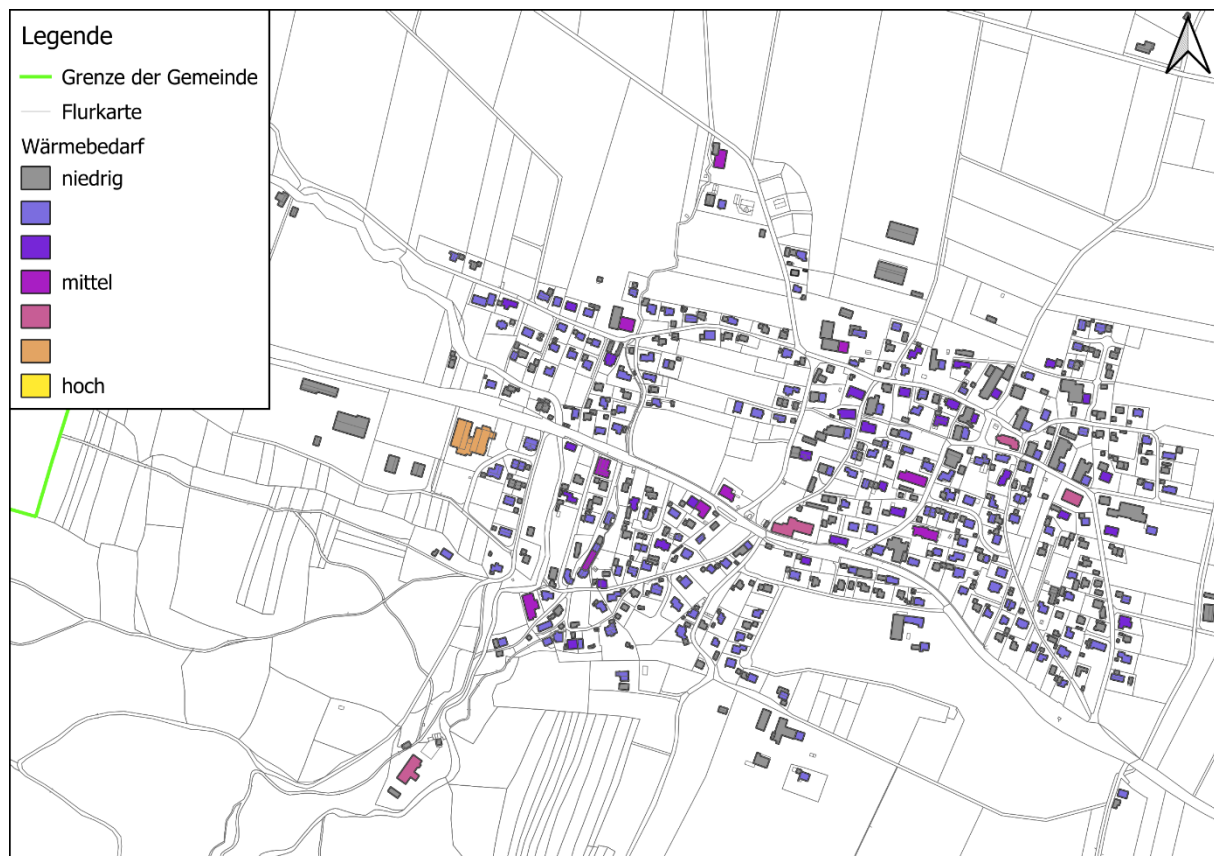 Legende
Grenze der Gemeinde
Flurkarte
Wärmebedarf
niedrig
mittel
hoch